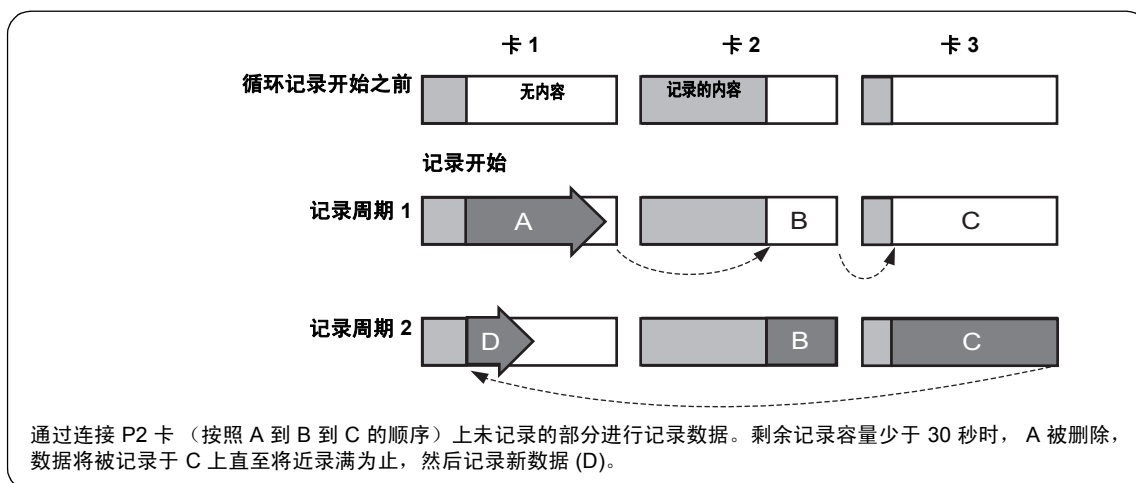 卡 1 卡 2 卡 3
循环记录开始之前 无内容 记录的内容
记录开始
记录周期 1 A B C
记录周期 2 D B C
通过连接 P2 卡 （按照 A 到 B 到 C 的顺序）上未记录的部分进行记录数据。剩余记录容量少于 30 秒时， A 被删除，
数据将被记录于 C 上直至将近录满为止，然后记录新数据 (D)。